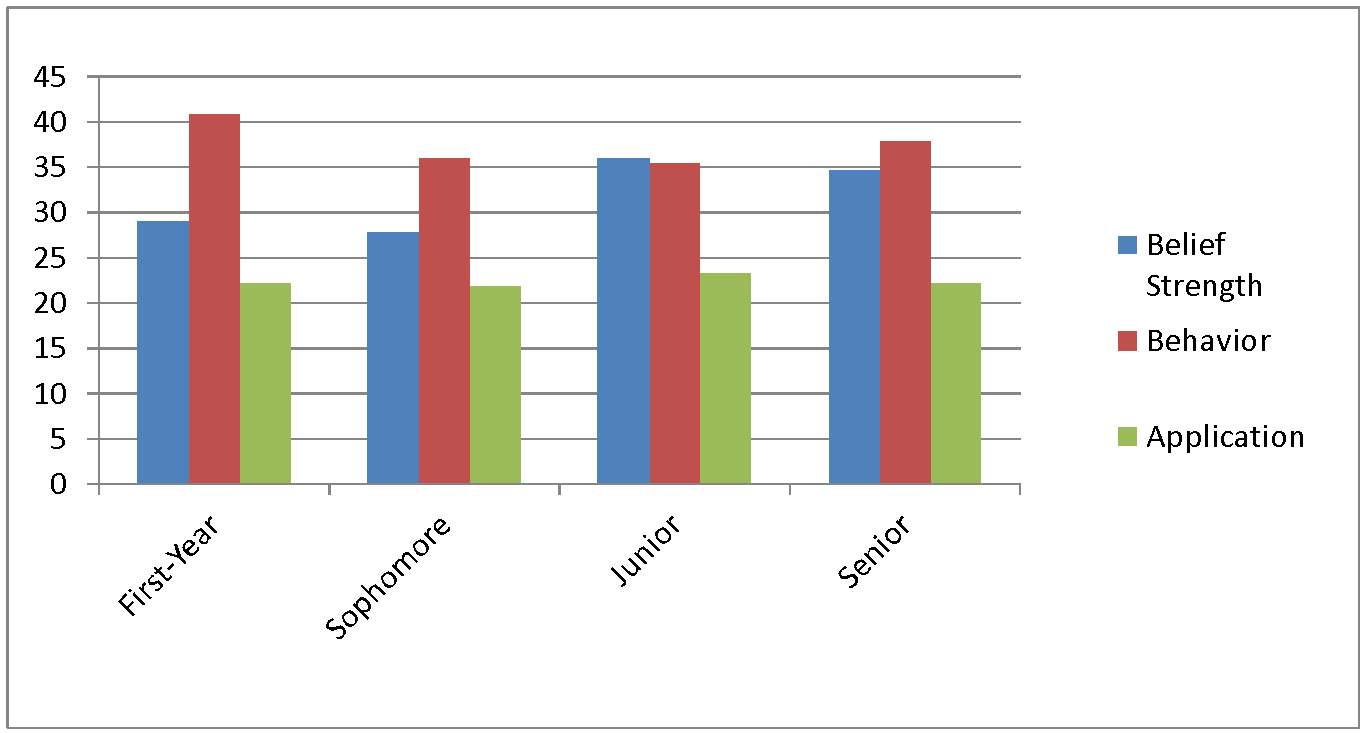 45
40
35
30
25
20
15
10
5
0
First-Year
Sophomore
Junior
Senior
Belief
Strength
Behavior
Application